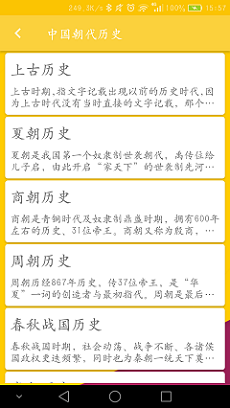 249.3K/s 100% 15:57
中国朝代历史
上古历史
上古时期,指文字记载出现以前的历史时代.因
为上古时代没有当时直接的文字记载、那个…
夏朝历史
夏朝是我国第一个奴隶制世袭朝代，禹传位给
儿子启，由此开启“家天下”的世袭制先河…
商朝历史
商朝是青铜时代及奴隶制鼎盛时期，拥有600年
左右的历史、31位帝王。商朝又称为殷商，…
周朝历史
周朝历经867年历史，传37位帝王，是“华
夏”一词的创造者与最初指代。周朝是最后…
春秋战国历史
春秋战国时期，社会动荡、战争不断。各诸侯
国政权更迭频繁，同时也为秦朝一统天下奠…